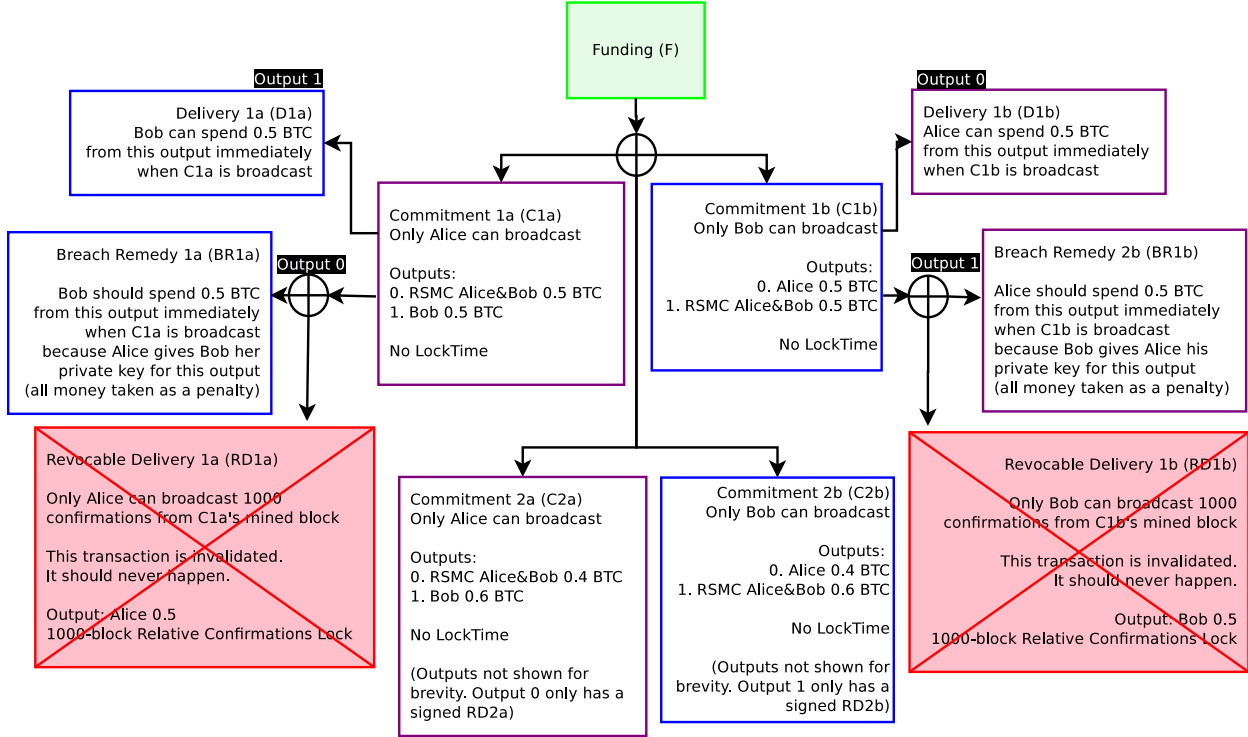 Funding (F)
Output 1
Delivery 1a (D1a)
Bob can spend 0.5 BTC
from this output immediately
when C1a is broadcast
Output 0
Delivery 1b (D1b)
Alice can spend 0.5 BTC
from this output immediately
when C1b is broadcast
Commitment 1a (C1a)
Only Alice can broadcast
Outputs:
0. RSMC Alice&Bob 0.5 BTC
1. Bob 0.5 BTC
No LockTime
Commitment 1b (C1b)
Only Bob can broadcast
Outputs:
0. Alice 0.5 BTC
1. RSMC Alice&Bob 0.5 BTC
No LockTime
Output 0
Breach Remedy 1a (BR1a)
Bob should spend 0.5 BTC
from this output immediately
when C1a is broadcast
because Alice gives Bob her
private key for this output
(all money taken as a penalty)
Output 1
Breach Remedy 2b (BR1b)
Alice should spend 0.5 BTC
from this output immediately
when C1b is broadcast
because Bob gives Alice his
private key for this output
(all money taken as a penalty)
Revocable Delivery 1a (RD1a)
Only Alice can broadcast 1000
confirmations from C1a's mined block
This transaction is invalidated.
It should never happen.
Output: Alice 0.5
1000-block Relative Confirmations Lock
Commitment 2a (C2a)
Only Alice can broadcast
Outputs:
0. RSMC Alice&Bob 0.4 BTC
1. Bob 0.6 BTC
No LockTime
(Outputs not shown for
brevity. Output 0 only has a
signed RD2a)
Commitment 2b (C2b)
Only Bob can broadcast
Outputs:
0. Alice 0.4 BTC
1. RSMC Alice&Bob 0.6 BTC
No LockTime
(Outputs not shown for
brevity. Output 1 only has a
signed RD2b)
Revocable Delivery 1b (RD1b)
Only Bob can broadcast 1000
confirmations from C1b's mined block
This transaction is invalidated.
It should never happen.
Output: Bob 0.5
1000-block Relative Confirmations Lock